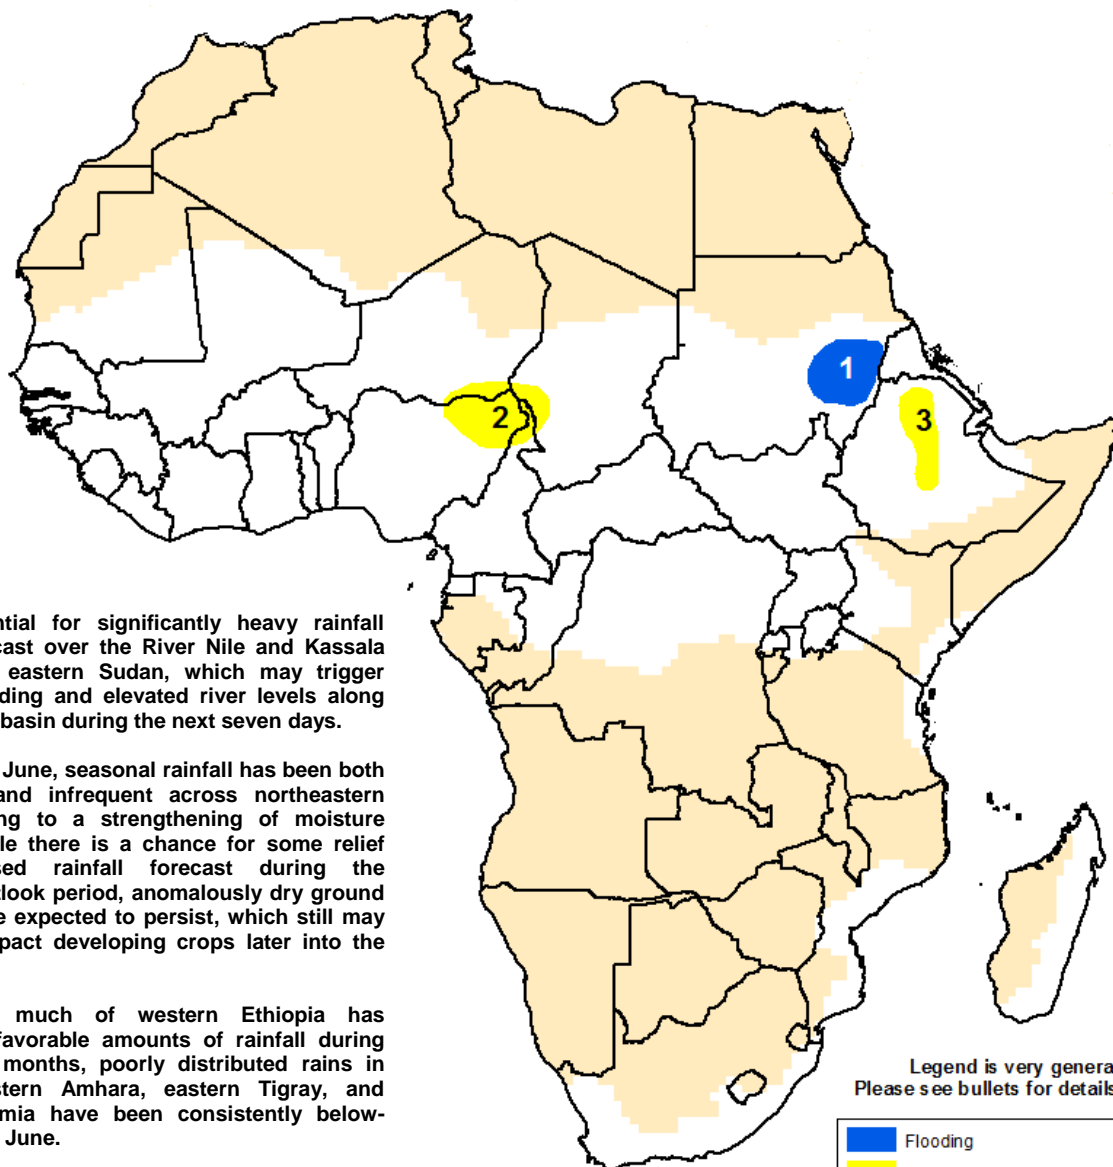 1
2
3
ntial for significantly heavy rainfall
cast over the River Nile and Kassala
eastern Sudan, which may trigger
ding and elevated river levels along
basin during the next seven days.
June, seasonal rainfall has been both
and infrequent across northeastern
ng to a strengthening of moisture
le there is a chance for some relief
sed rainfall forecast during the
tlook period, anomalously dry ground
e expected to persist, which still may
pact developing crops later into the
much of western Ethiopia has
favorable amounts of rainfall during
months, poorly distributed rains in
stern Amhara, eastern Tigray, and
mia have been consistently below-
June.
Legend is very genera
Please see bullets for details
Flooding